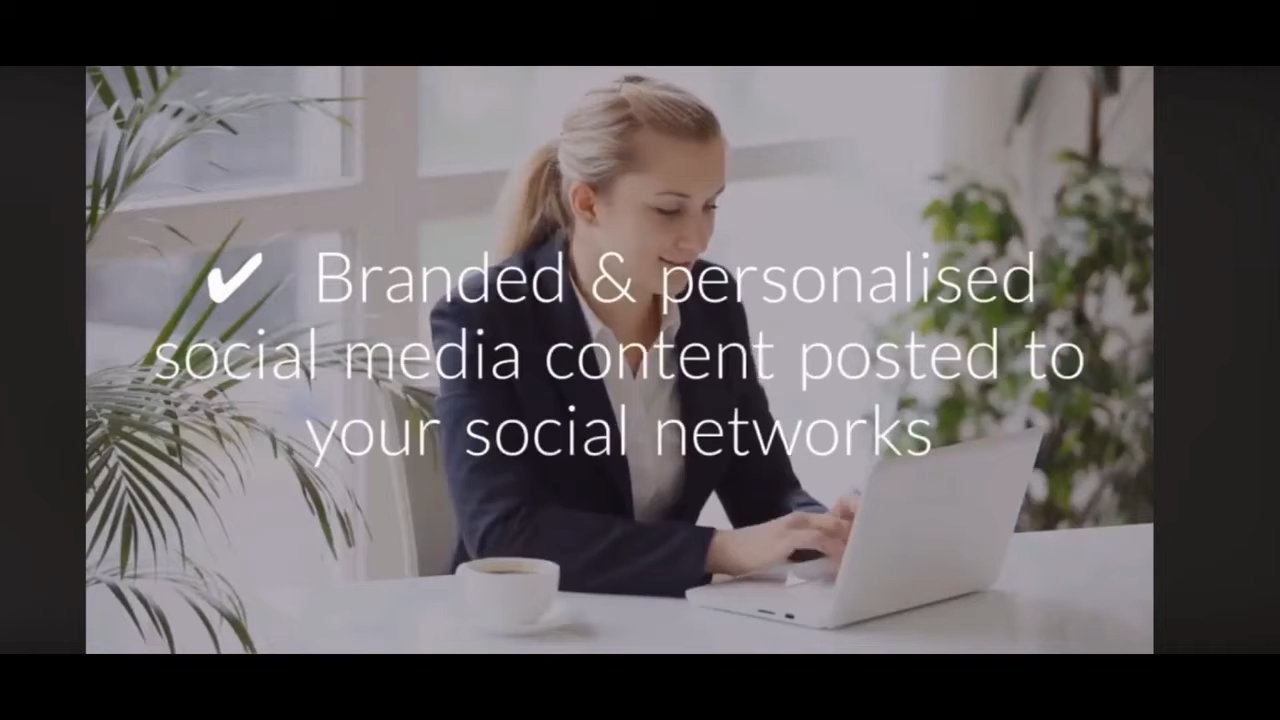 ✔ Branded & personalised
social media content posted to
your social networks